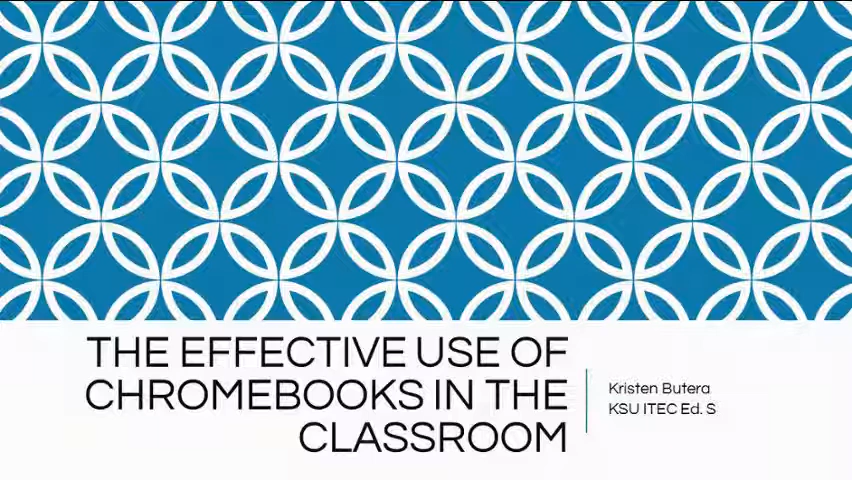 THE EFFECTIVE USE OF
CHROMEBOOKS IN THE
CLASSROOM
Kristen Butera
KSU ITEC Ed. S